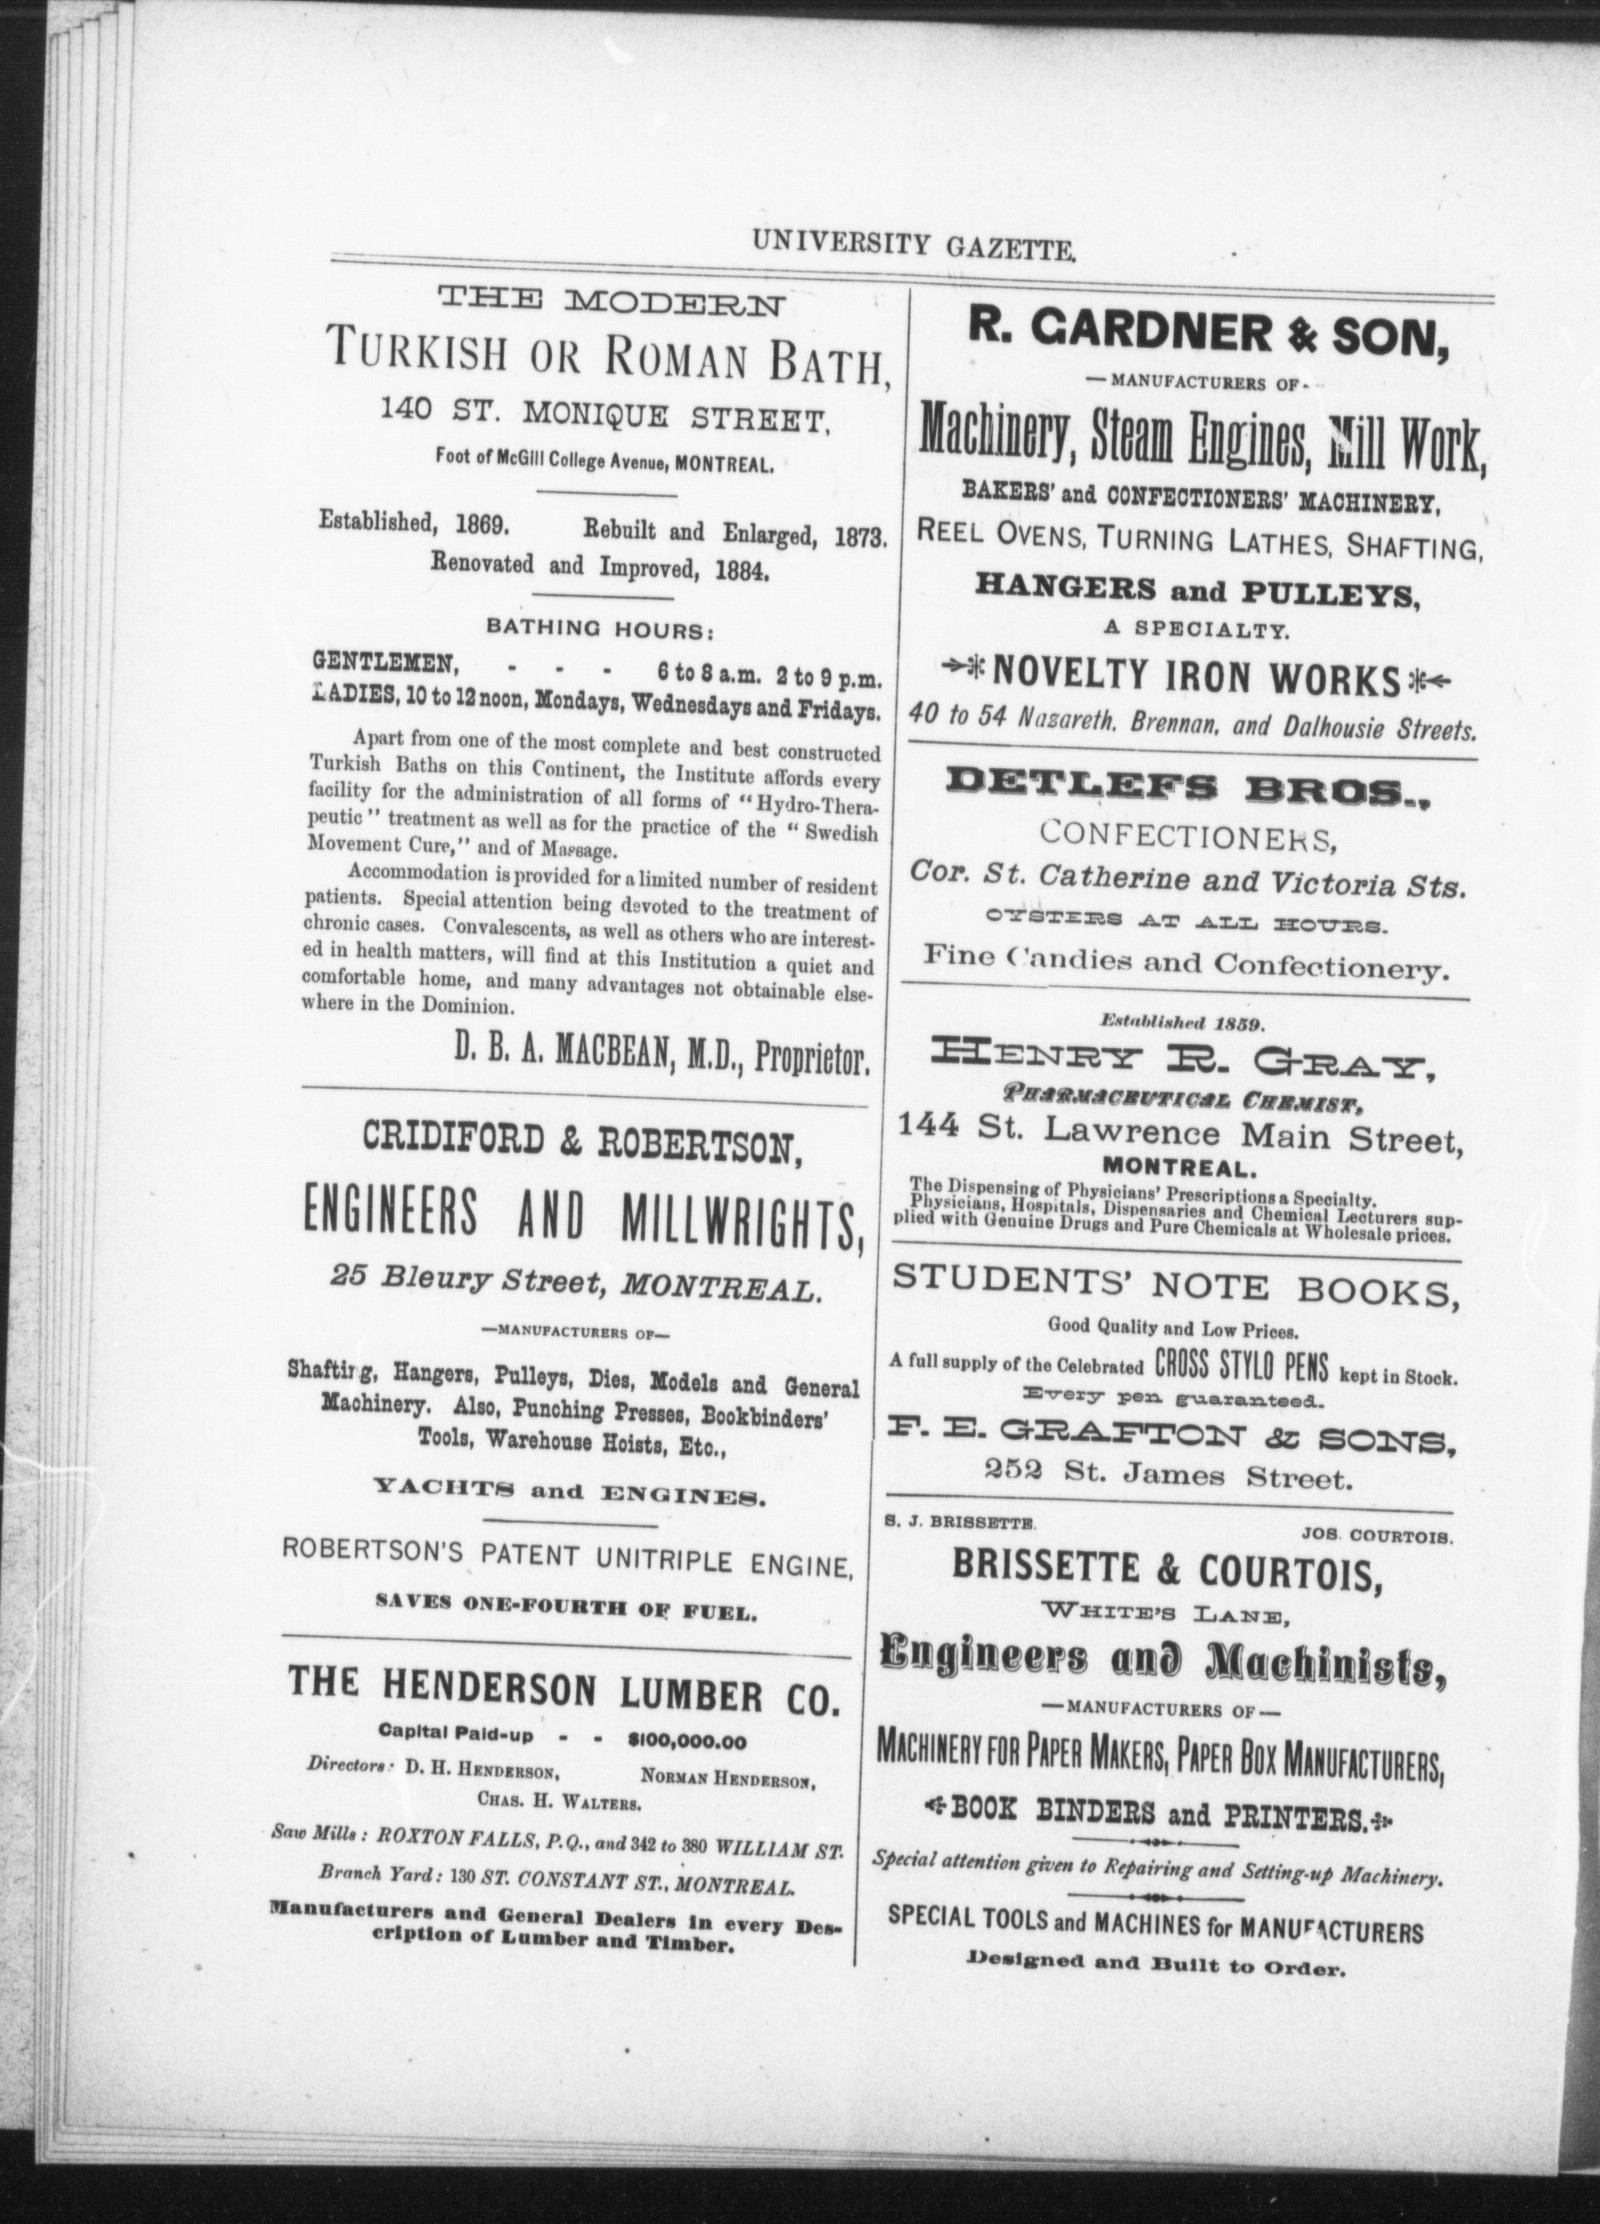 UNIVERSITY GAZETTE.
THE MODERN
TURKISH OR ROMAN BATH,
140 ST. MONIQUE STREET,
Foot of McGill College Avenue, MONTREAL.
Established, 1869. Rebuilt and Enlarged, 1873.
Renovated and Improved, 1884.
BATHING HOURS:
GENTLEMEN, - - - 6 to 8 a.m. 2 to 9 p.m.
LADIES, 10 to 12 noon, Mondays, Wednesdays and Fridays.
Apart from one of the most complete and best constructed
Turkish Baths on this Continent, the Institute affords every
facility for the administration of all forms of "Hydro-Thera-
peutic" treatment as well as for the practice of the "Swedish
Movement Cure," and of Massage.
Accommodation is provided for a limited number of resident
patients. Special attention being devoted to the treatment of
chronic cases. Convalescents, as well as others who are interest-
ed in health matters, will find at this Institution a quiet and
comfortable home, and many advantages not obtainable else-
where in the Dominion.
D. B. A. MACBEAN, M.D., Proprietor.
CRIDIFORD & ROBERTSON,
ENGINEERS AND MILLWRIGHTS,
25 Bleury Street, MONTREAL.
—MANUFACTURERS OF—
Shafting, Hangers, Pulleys, Dies, Models and General
Machinery. Also, Punching Presses, Bookbinders'
Tools, Warehouse Hoists, Etc.,
YACHTS and ENGINES.
ROBERTSON'S PATENT UNITRIPLE ENGINE,
SAVES ONE-FOURTH OF FUEL.
THE HENDERSON LUMBER CO.
Capital Paid-up - - $100,000.00
Directors: D. H. HENDERSON, NORMAN HENDERSON,
CHAS. H. WALTERS.
Saw Mills: ROXTON FALLS, P.Q., and 342 to 380 WILLIAM ST.
Branch Yard: 130 ST. CONSTANT ST., MONTREAL.
Manufacturers and General Dealers in every Des-
cription of Lumber and Timber.
R. GARDNER & SON,
—MANUFACTURERS OF-
Machinery, Steam Engines, Mill Work,
BAKERS' and CONFECTIONERS' MACHINERY,
REEL OVENS, TURNING LATHES, SHAFTING,
HANGERS and PULLEYS,
A SPECIALTY.
NOVELTY IRON WORKS
40 to 54 Nazareth, Brennan, and Dalhousie Streets.
DETLEFS BROS.,
CONFECTIONERS,
Cor. St. Catherine and Victoria Sts.
OYSTERS AT ALL HOURS.
Fine Candies and Confectionery.
Established 1859.
HENRY R. GRAY,
PHARMACEUTICAL CHEMIST,
144 St. Lawrence Main Street,
MONTREAL.
The Dispensing of Physicians' Prescriptions a Specialty.
Physicians, Hospitals, Dispensaries and Chemical Lecturers sup-
plied with Genuine Drugs and Pure Chemicals at Wholesale prices.
STUDENTS' NOTE BOOKS,
Good Quality and Low Prices.
A full supply of the Celebrated CROSS STYLO PENS kept in Stock.
Every pen guaranteed.
F. E. GRAFTON & SONS,
252 St. James Street.
S. J. BRISSETTE. JOS. COURTOIS.
BRISSETTE & COURTOIS,
WHITE'S LANE,
Engineers and Machinists,
—MANUFACTURERS OF—
MACHINERY FOR PAPER MAKERS, PAPER BOX MANUFACTURERS,
BOOK BINDERS and PRINTERS.
Special attention given to Repairing and Setting-up Machinery.
SPECIAL TOOLS and MACHINES for MANUFACTURERS
Designed and Built to Order.